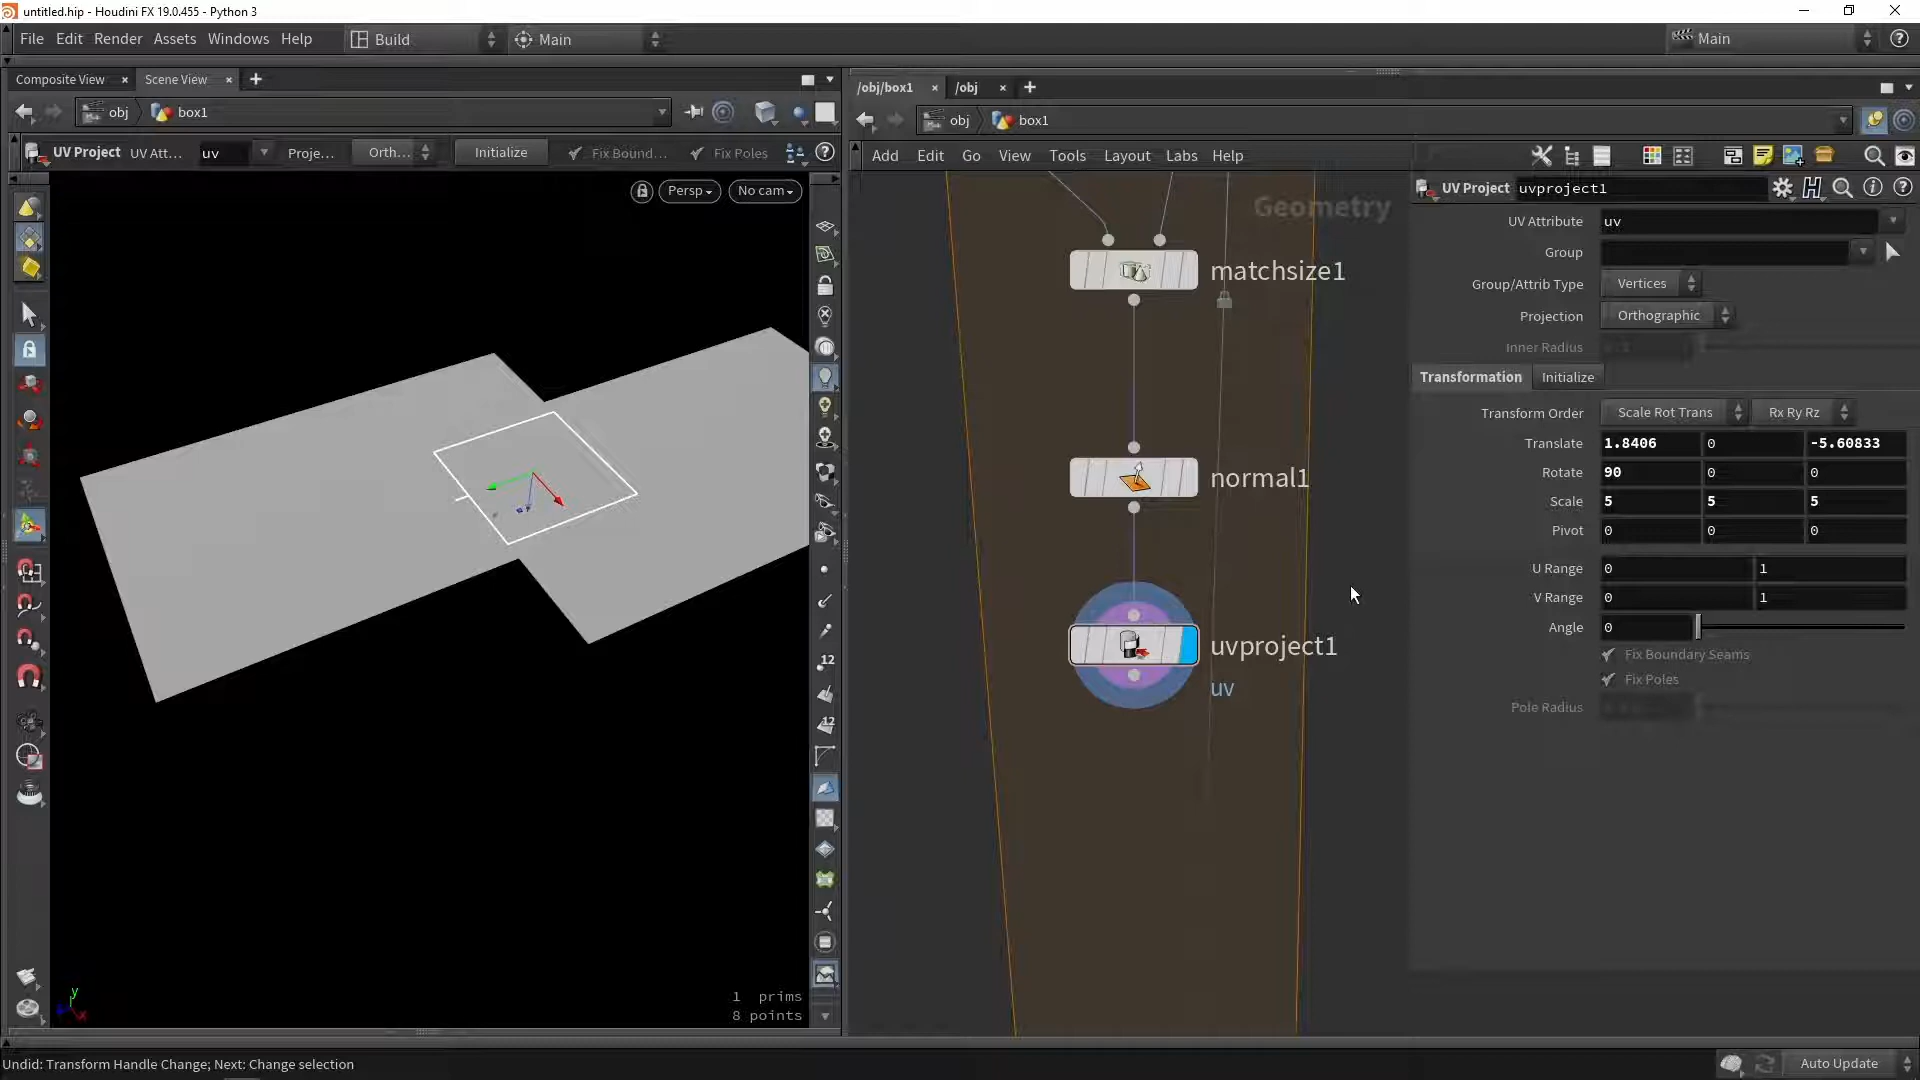 untitled.hip - Houdini FX 19.0.455 - Python 3
File Edit Render Assets Windows Help Build Main Main
Composite View Scene View
obj box1
UV Project UV Att... uv Proje... Orth... Initialize Fix Bound... Fix Poles
Persp No cam
12
12
y
x
1 prims
8 points
/obj/box1 /obj
obj box1
Add Edit Go View Tools Layout Labs Help
Geometry
matchsize1
normal1
uvproject1
uv
UV Project uvproject1
UV Attribute uv
Group
Group/Attrib Type Vertices
Projection Orthographic
Inner Radius
Transformation Initialize
Transform Order Scale Rot Trans Rx Ry Rz
Translate 1.8406 0 -5.60833
Rotate 90 0 0
Scale 5 5 5
Pivot 0 0 0
U Range 0 1
V Range 0 1
Angle 0
Fix Boundary Seams
Fix Poles
Pole Radius
Undid: Transform Handle Change; Next: Change selection
Auto Update